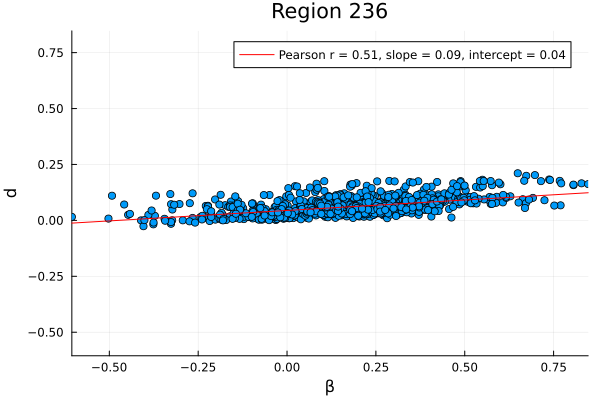 Region 236
Pearson r = 0.51, slope = 0.09, intercept = 0.04
0.75
0.50
0.25
0.00
−0.25
−0.50
d
−0.50 −0.25 0.00 0.25 0.50 0.75
β